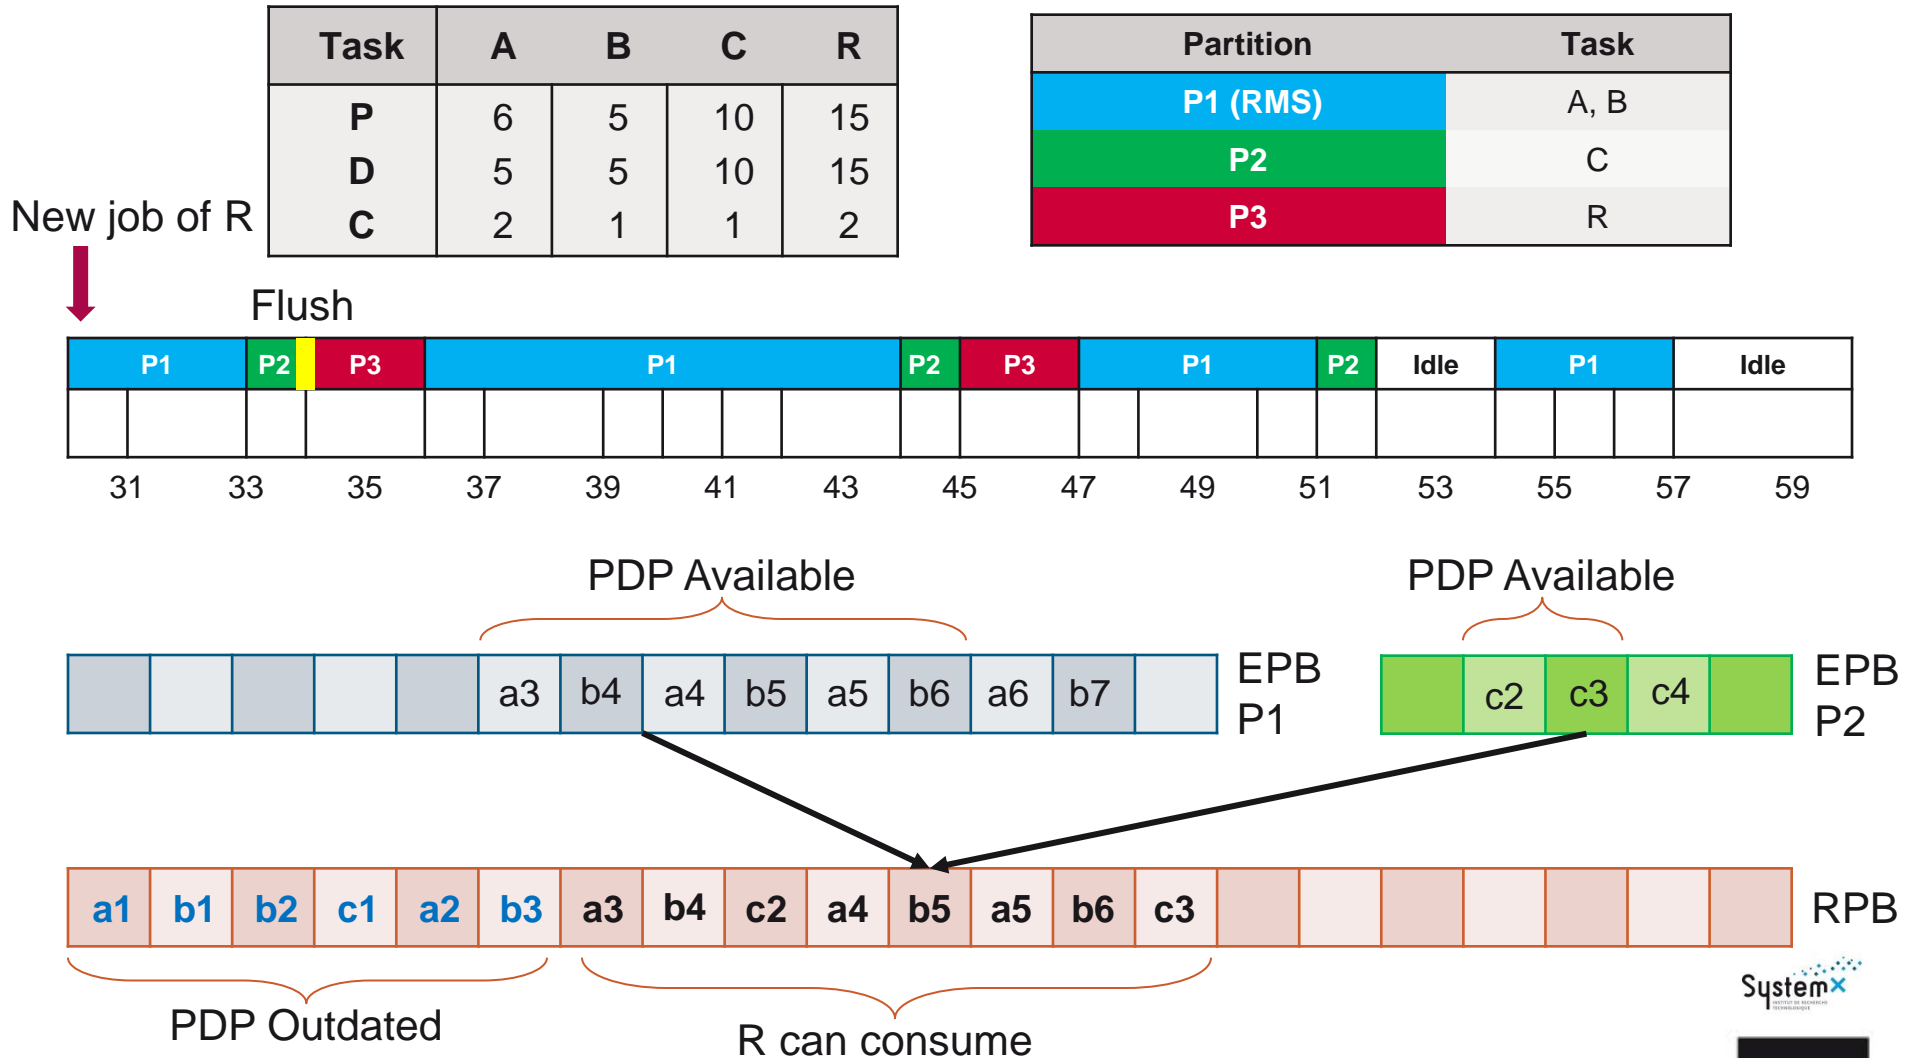 Task A B C R
P 6 5 10 15
D 5 5 10 15
C 2 1 1 2
Partition Task
P1 (RMS) A, B
P2 C
P3 R
New job of R
Flush
P1 P2 P3 P1 P2 P3 P1 P2 Idle P1 Idle
31 33 35 37 39 41 43 45 47 49 51 53 55 57 59
PDP Available
PDP Available
a3 b4 a4 b5 a5 b6 a6 b7
EPB
P1
c2 c3 c4
EPB
P2
a1 b1 b2 c1 a2 b3 a3 b4 c2 a4 b5 a5 b6 c3
RPB
PDP Outdated
R can consume
SystemX
INSTITUT DE RECHERCHE
TECHNOLOGIQUE